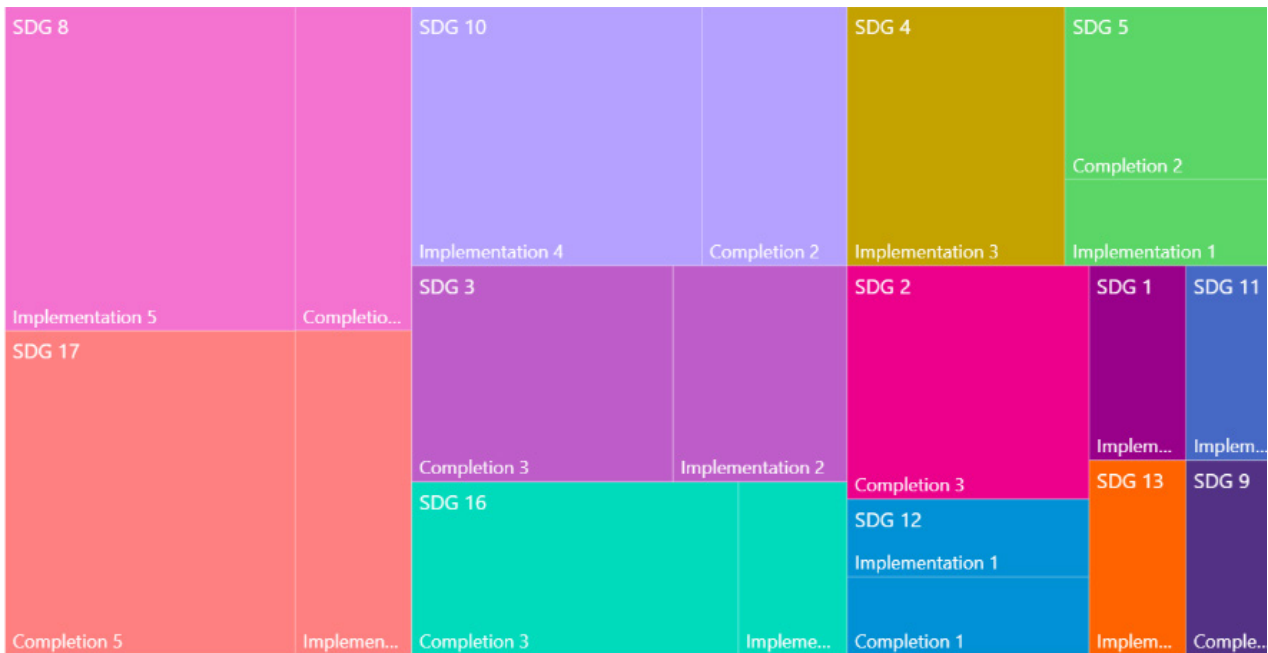 SDG 8
Implementation 5
Completio...
SDG 17
Completion 5
Implemen...
SDG 10
Implementation 4
Completion 2
SDG 3
Completion 3
Implementation 2
SDG 16
Completion 3
Impleme...
SDG 4
Implementation 3
SDG 5
Completion 2
Implementation 1
SDG 2
Completion 3
SDG 12
Implementation 1
Completion 1
SDG 1
Implem...
SDG 11
Implem...
SDG 13
Implem...
SDG 9
Comple...